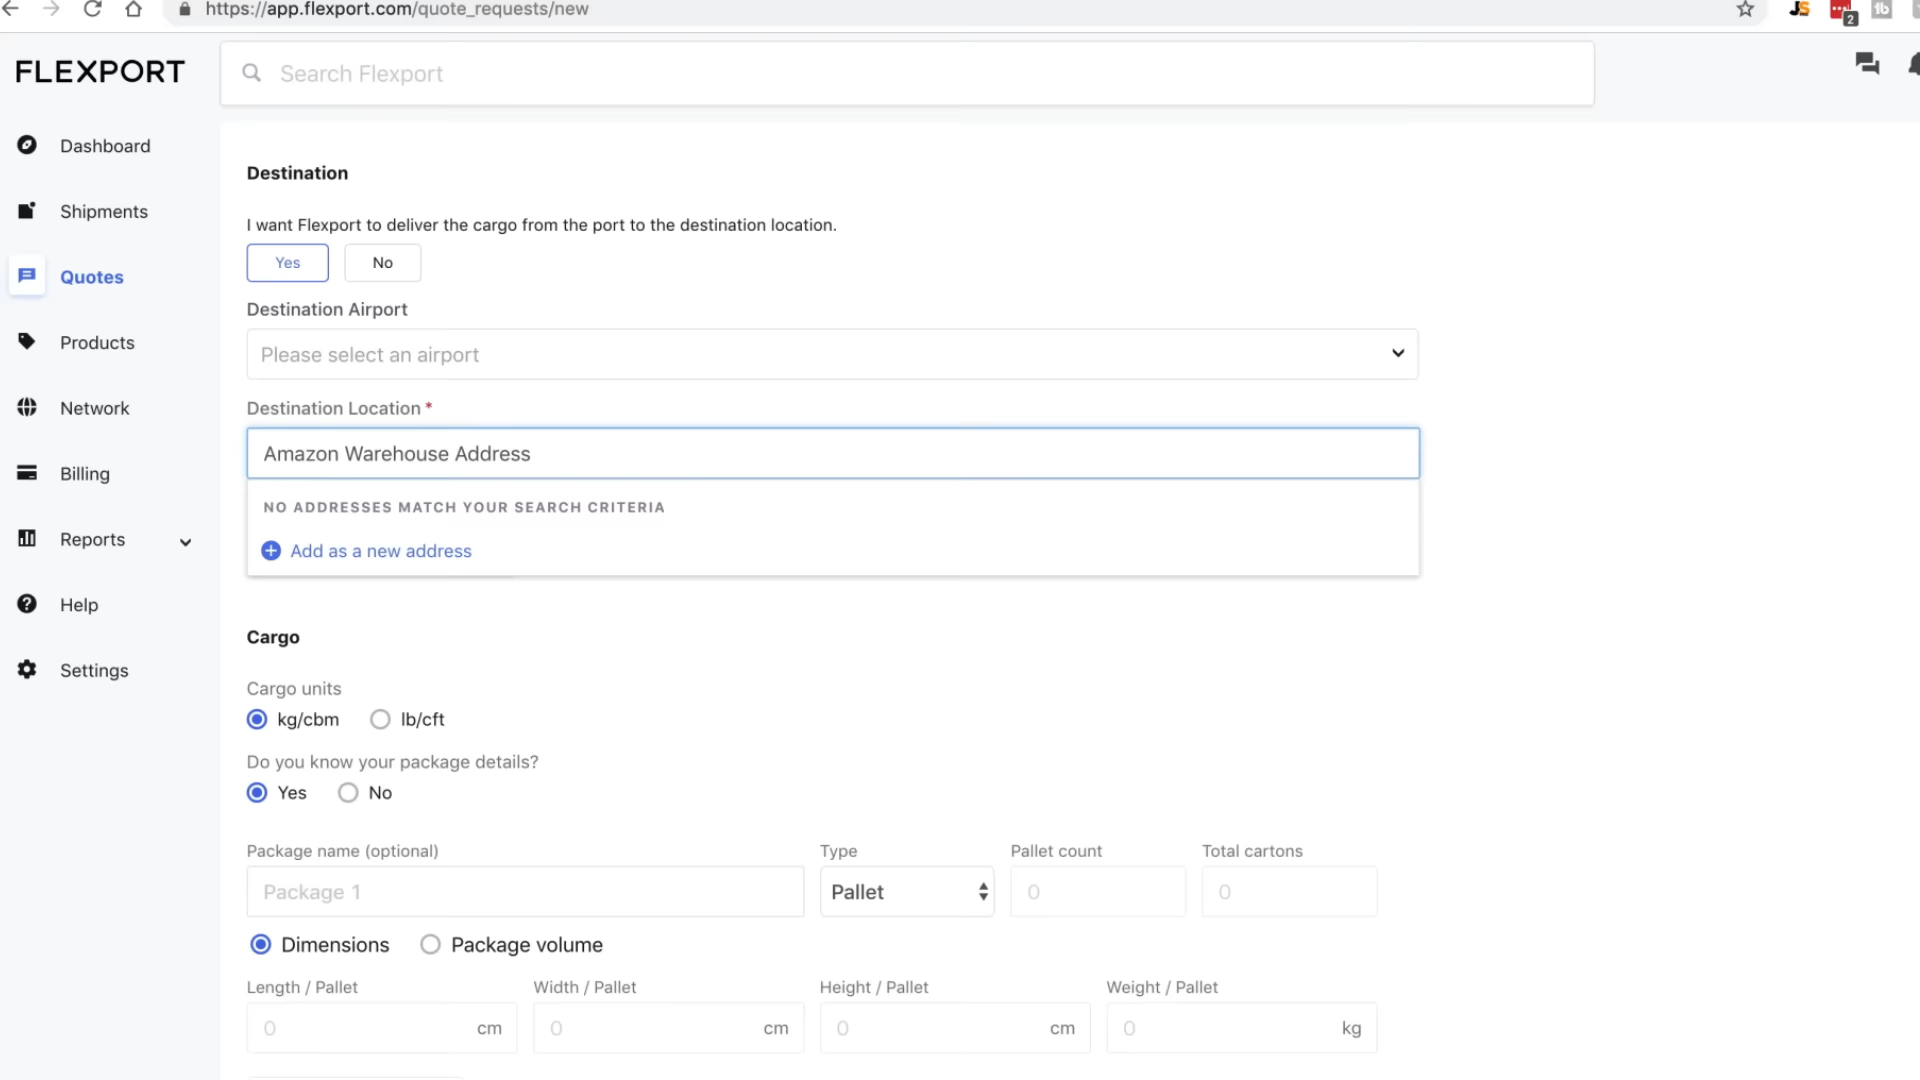 https://app.flexport.com/quote_requests/new
JS
2
FLEXPORT
Search Flexport
Dashboard
Shipments
Quotes
Products
Network
Billing
Reports
Help
Settings
Destination
I want Flexport to deliver the cargo from the port to the destination location.
Yes No
Destination Airport
Please select an airport
Destination Location *
Amazon Warehouse Address
NO ADDRESSES MATCH YOUR SEARCH CRITERIA
Add as a new address
Cargo
Cargo units
kg/cbm lb/cft
Do you know your package details?
Yes No
Package name (optional) Type Pallet count Total cartons
Package 1 Pallet 0 0
Dimensions Package volume
Length / Pallet Width / Pallet Height / Pallet Weight / Pallet
0 cm 0 cm 0 cm 0 kg